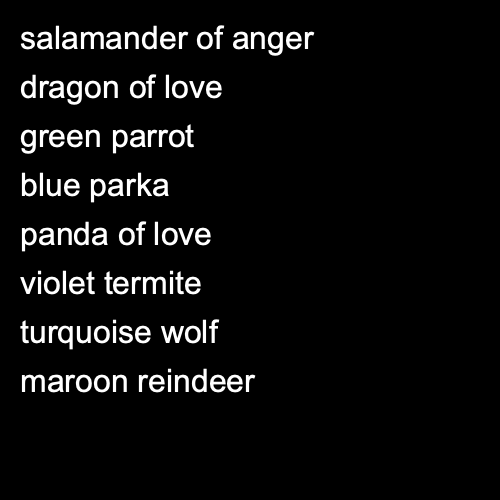 salamander of anger
dragon of love
green parrot
blue parka
panda of love
violet termite
turquoise wolf
maroon reindeer